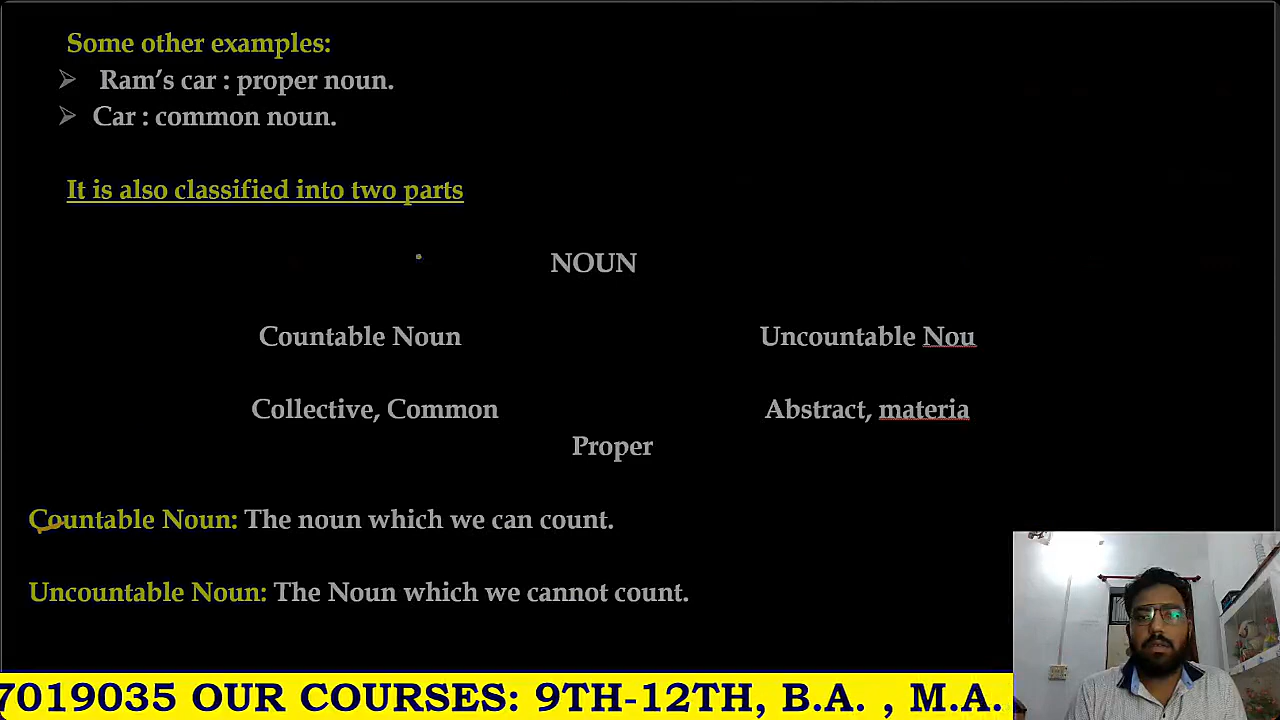 Some other examples:
➢ Ram's car : proper noun.
➢ Car : common noun.
It is also classified into two parts
NOUN
Countable Noun Uncountable Nou
Collective, Common Abstract, materia
Proper
Countable Noun: The noun which we can count.
Uncountable Noun: The Noun which we cannot count.
7019035 OUR COURSES: 9TH-12TH, B.A. , M.A.